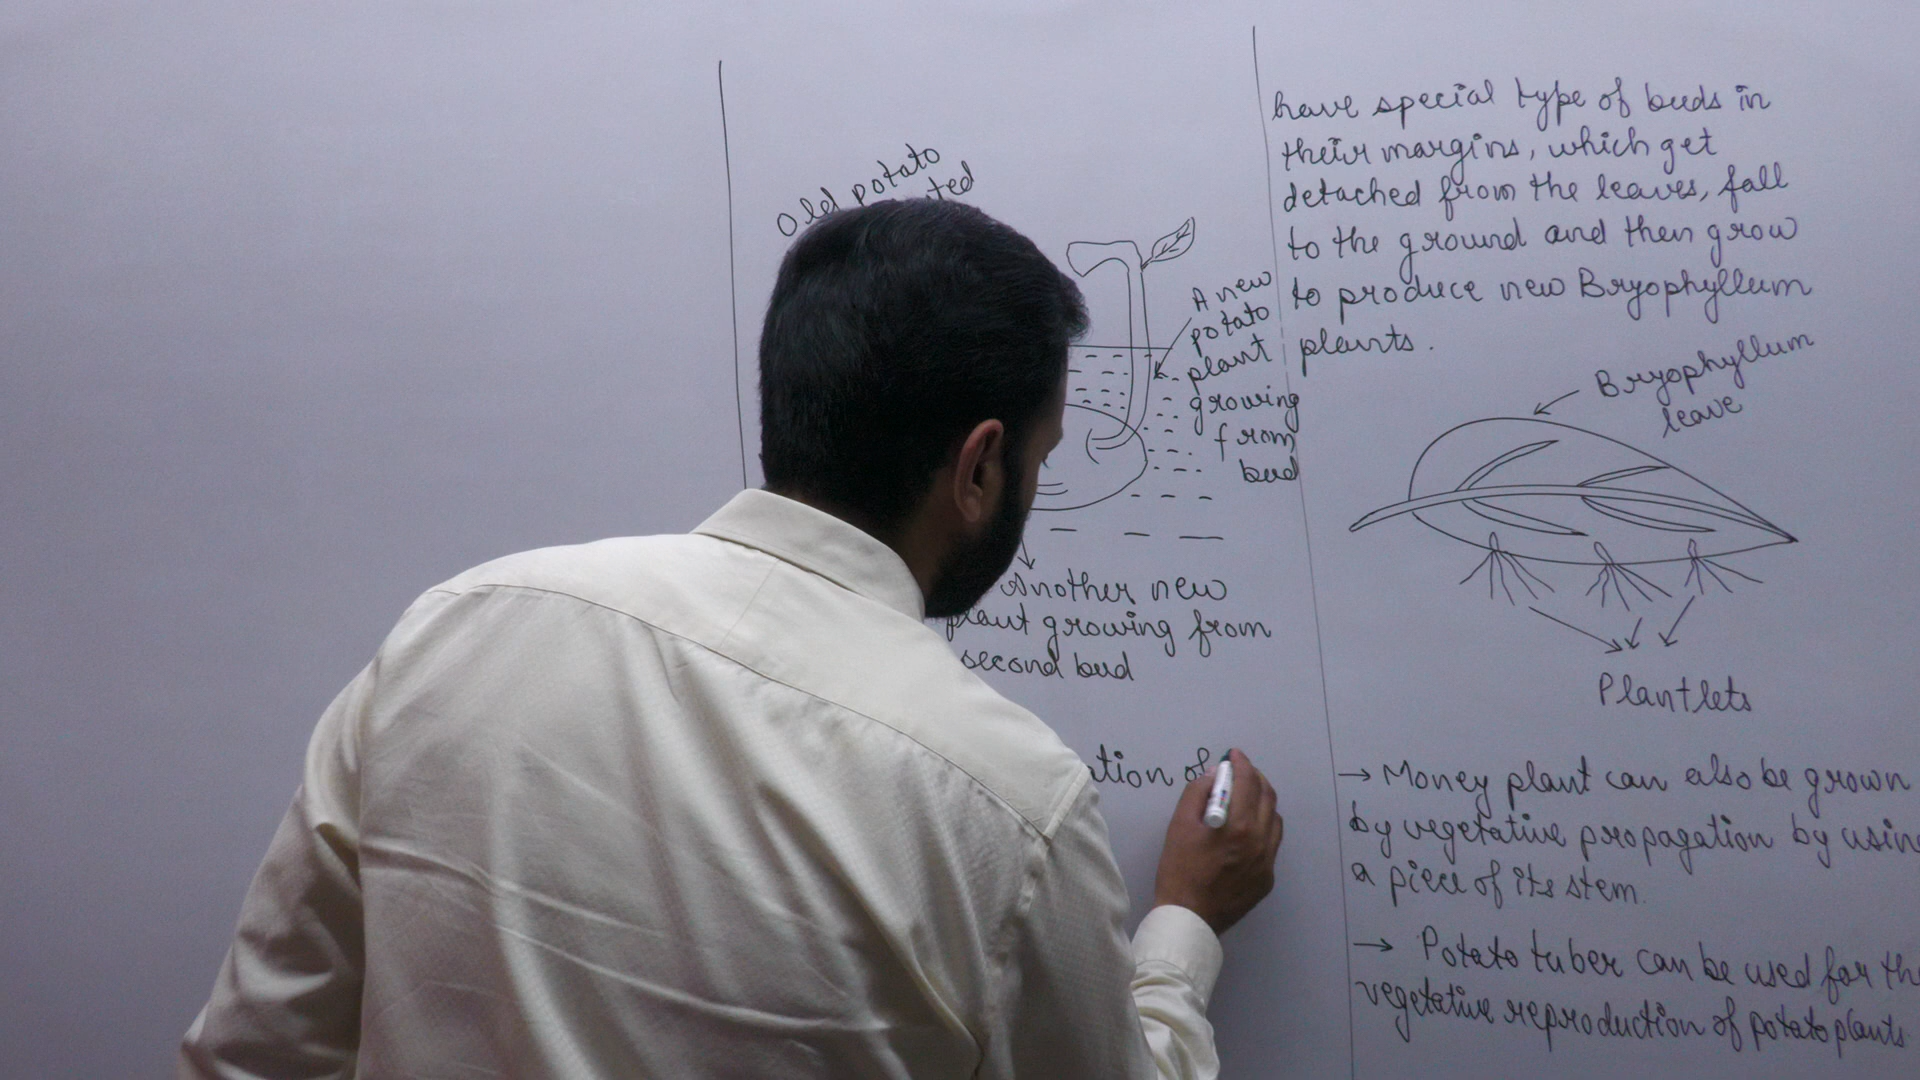 Old potato
A new
potato
plant
growing
from
bud
Another new
plant growing from
second bud
of
have special type of buds in
their margins, which get
detached from the leaves, fall
to the ground and then grow
to produce new Bryophyllum
plants.
Bryophyllum
leave
Plantlets
→ Money plant can also be grown
by vegetative propagation by
a piece of its stem.
→ Potato tuber can be used for
vegetative reproduction of potato plants